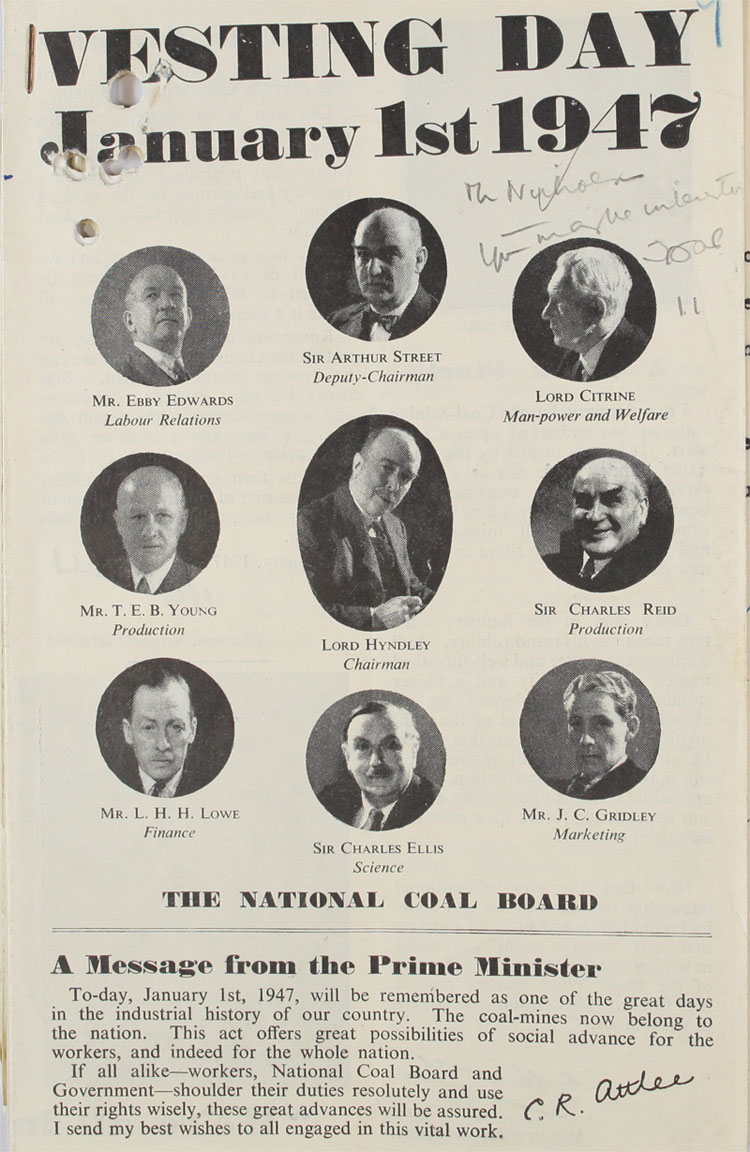 VESTING DAY
January 1st 1947
Mr
You may be
MR. EBBY EDWARDS
Labour Relations
SIR ARTHUR STREET
Deputy-Chairman
LORD CITRINE
Man-power and Welfare
MR. T. E. B. YOUNG
Production
LORD HYNDLEY
Chairman
SIR CHARLES REID
Production
MR. L. H. H. LOWE
Finance
SIR CHARLES ELLIS
Science
MR. J. C. GRIDLEY
Marketing
THE NATIONAL COAL BOARD
A Message from the Prime Minister
To-day, January 1st, 1947, will be remembered as one of the great days
in the industrial history of our country. The coal-mines now belong to
the nation. This act offers great possibilities of social advance for the
workers, and indeed for the whole nation.
If all alike—workers, National Coal Board and
Government—shoulder their duties resolutely and use
their rights wisely, these great advances will be assured.
I send my best wishes to all engaged in this vital work.
C. R. Attlee